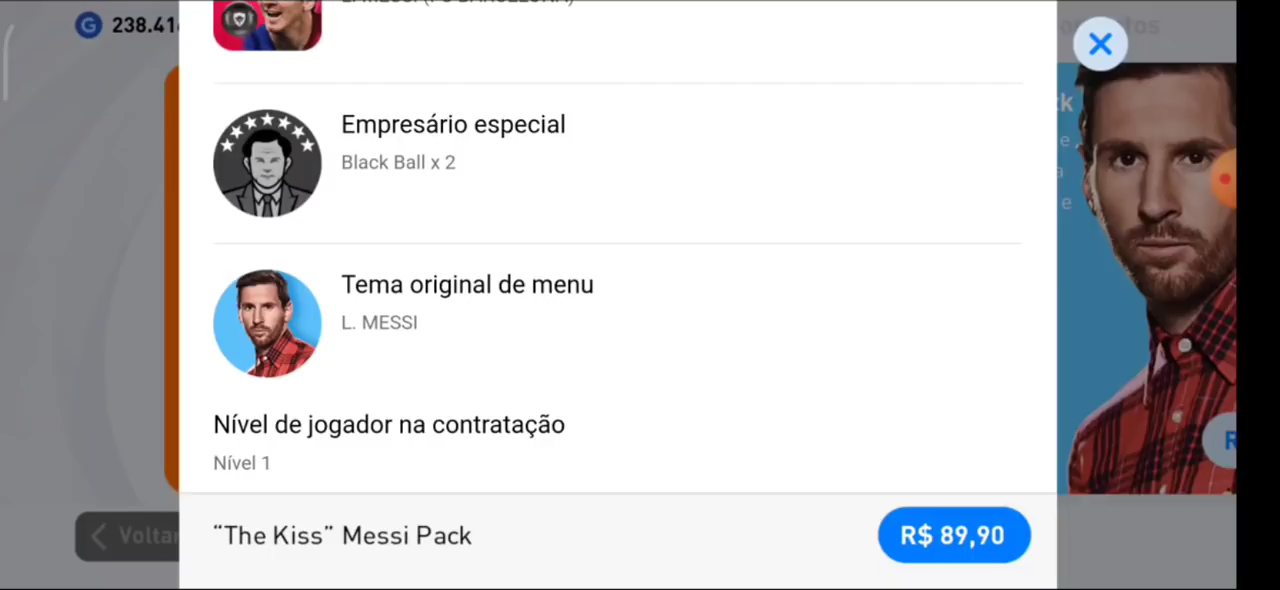 238.41
Empresário especial
Black Ball x 2
Tema original de menu
L. MESSI
Nível de jogador na contratação
Nível 1
Voltar
“The Kiss” Messi Pack
R$ 89,90